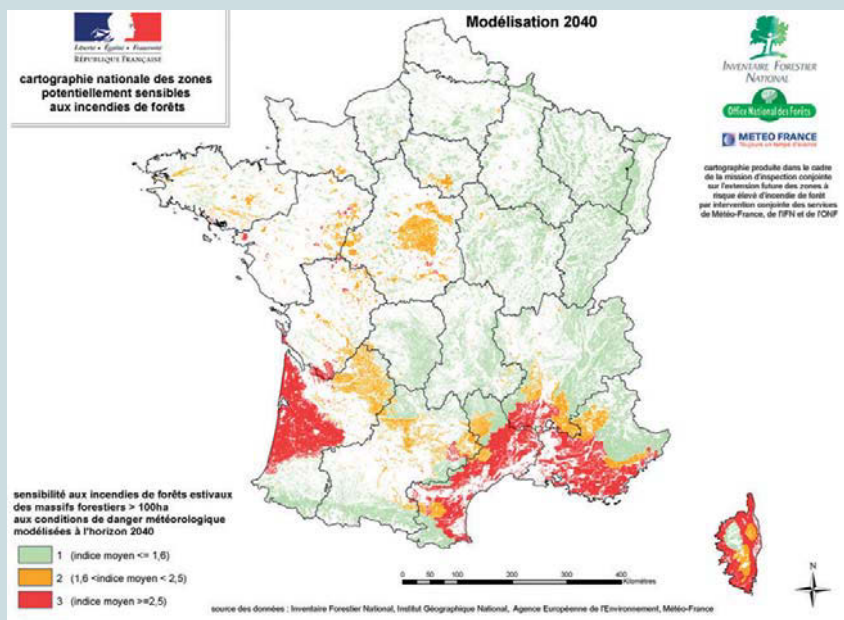 Liberté • Égalité • Fraternité
RÉPUBLIQUE FRANÇAISE
cartographie nationale des zones
potentiellement sensibles
aux incendies de forêts
Modélisation 2040
INVENTAIRE FORESTIER
NATIONAL
Office National des Forêts
METEO FRANCE
Toujours un temps d'avance
cartographie produite dans le cadre
de la mission d'inspection conjointe
sur l'extension future des zones à
risque élevé d'incendie de forêt
par intervention conjointe des services
de Météo-France, de l'IFN et de l'ONF
sensibilité aux incendies de forêts estivaux
des massifs forestiers > 100ha
aux conditions de danger météorologique
modélisées à l'horizon 2040
1 (indice moyen <= 1,6)
2 (1,6 <indice moyen < 2,5)
3 (indice moyen >=2,5)
0 50 100 200 300 400
Kilomètres
N
source des données : Inventaire Forestier National, Institut Géographique National, Agence Européenne de l'Environnement, Météo-France